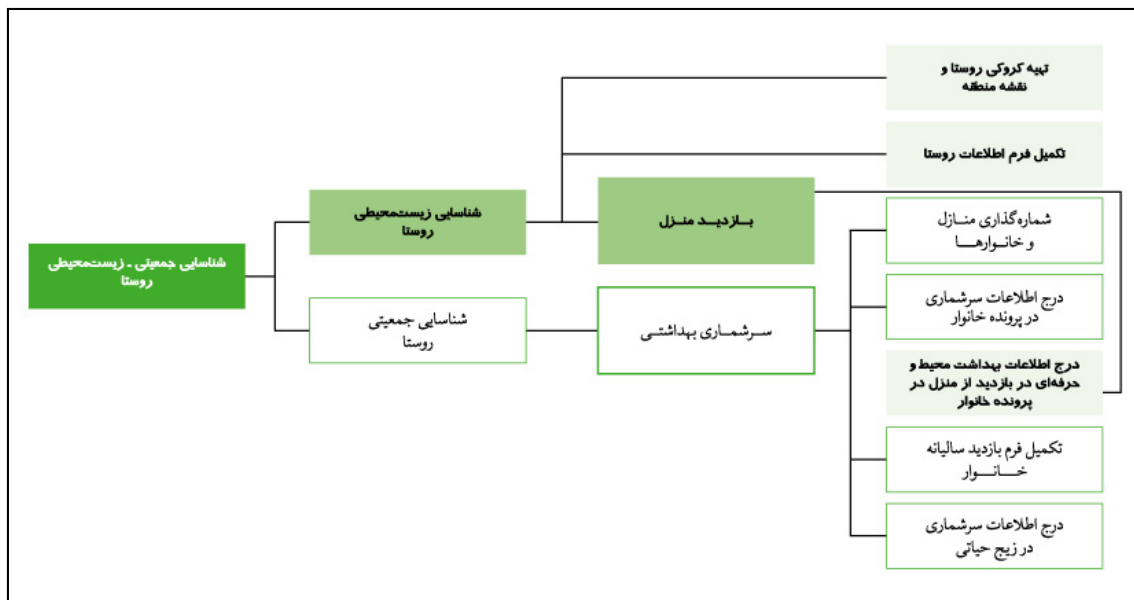 تهیه کروکی روستا و
نقشه منطقه
تکمیل فرم اطلاعات روستا
شناسایی زیست‌محیطی
روستا
بـازدیـد منـزل
شماره‌گذاری منـازل
و خانـوارهـــا
شناسایی جمعیتی ـ زیست‌محیطی
روستا
شناسایی جمعیتی
روستا
سـرشمـاری بهداشتـی
درج اطلاعات سرشماری
در پرونده خانوار
درج اطلاعات بهداشت محیط و
حرفه‌ای در بازدید از منزل در
پرونده خانوار
تکمیل فرم بازدید سالیانه
خـــانــــوار
درج اطلاعات سرشماری
در زیج حیاتی